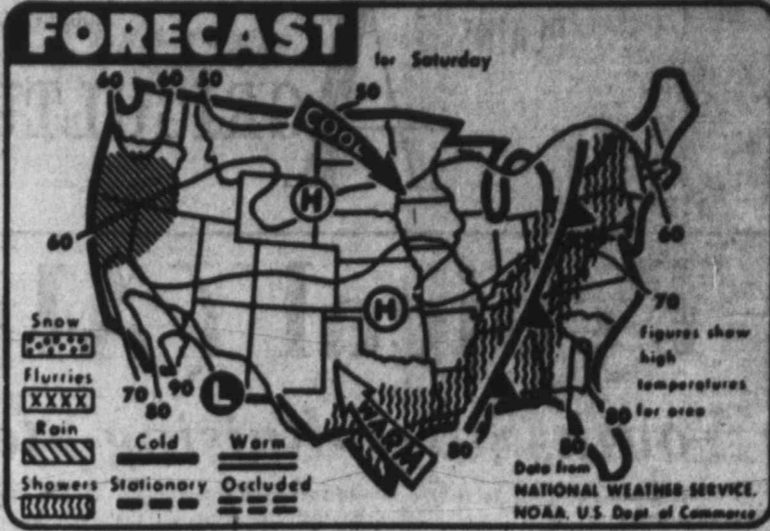 FORECAST
for Saturday
60 60 50
50
COOL
H
60
60
H
Snow
70
Figures show
high
temperatures
for area
Flurries
XXXX
70 80 90
L
WARM
80
80
80
Rain
Cold Warm
Showers Stationary Occluded
Data from
NATIONAL WEATHER SERVICE,
NOAA, U.S. Dept. of Commerce